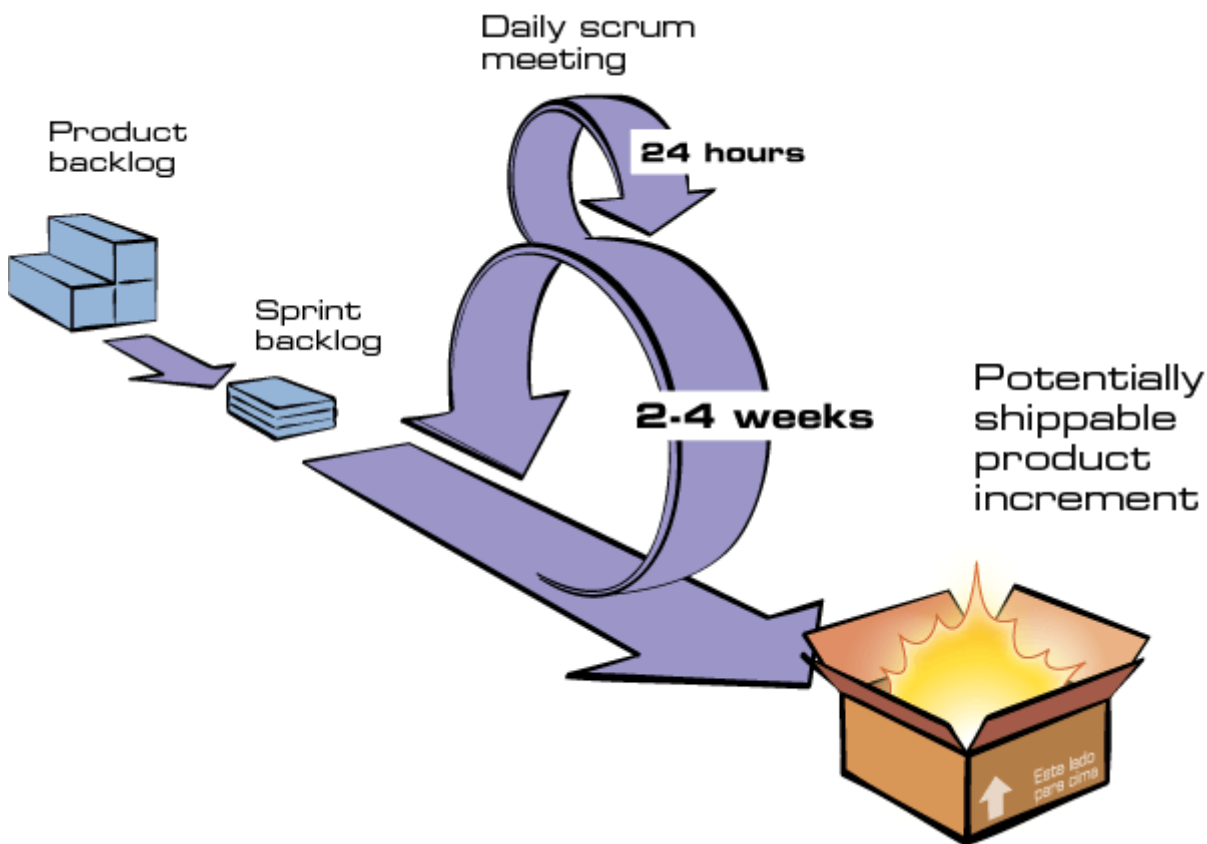 Daily scrum
meeting
24 hours
Product
backlog
Sprint
backlog
2-4 weeks
Potentially
shippable
product
increment
Este lado
para cima